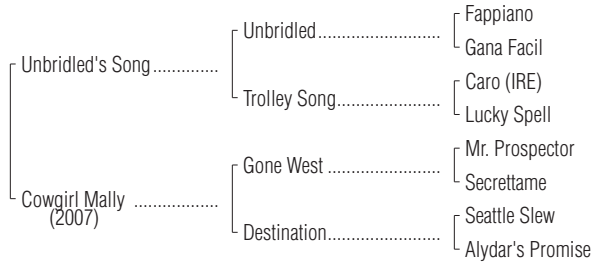 Fappiano
Unbridled........................
Gana Facil
Unbridled's Song.............
Caro (IRE)
Trolley Song....................
Lucky Spell
Mr. Prospector
Gone West ......................
Secrettame
Cowgirl Mally ................
(2007)
Seattle Slew
Destination......................
Alydar's Promise